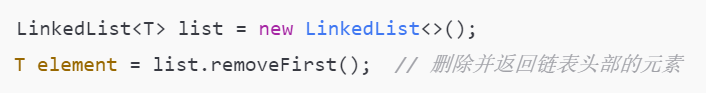 LinkedList<T> list = new LinkedList<>();
T element = list.removeFirst();  // 删除并返回链表头部的元素